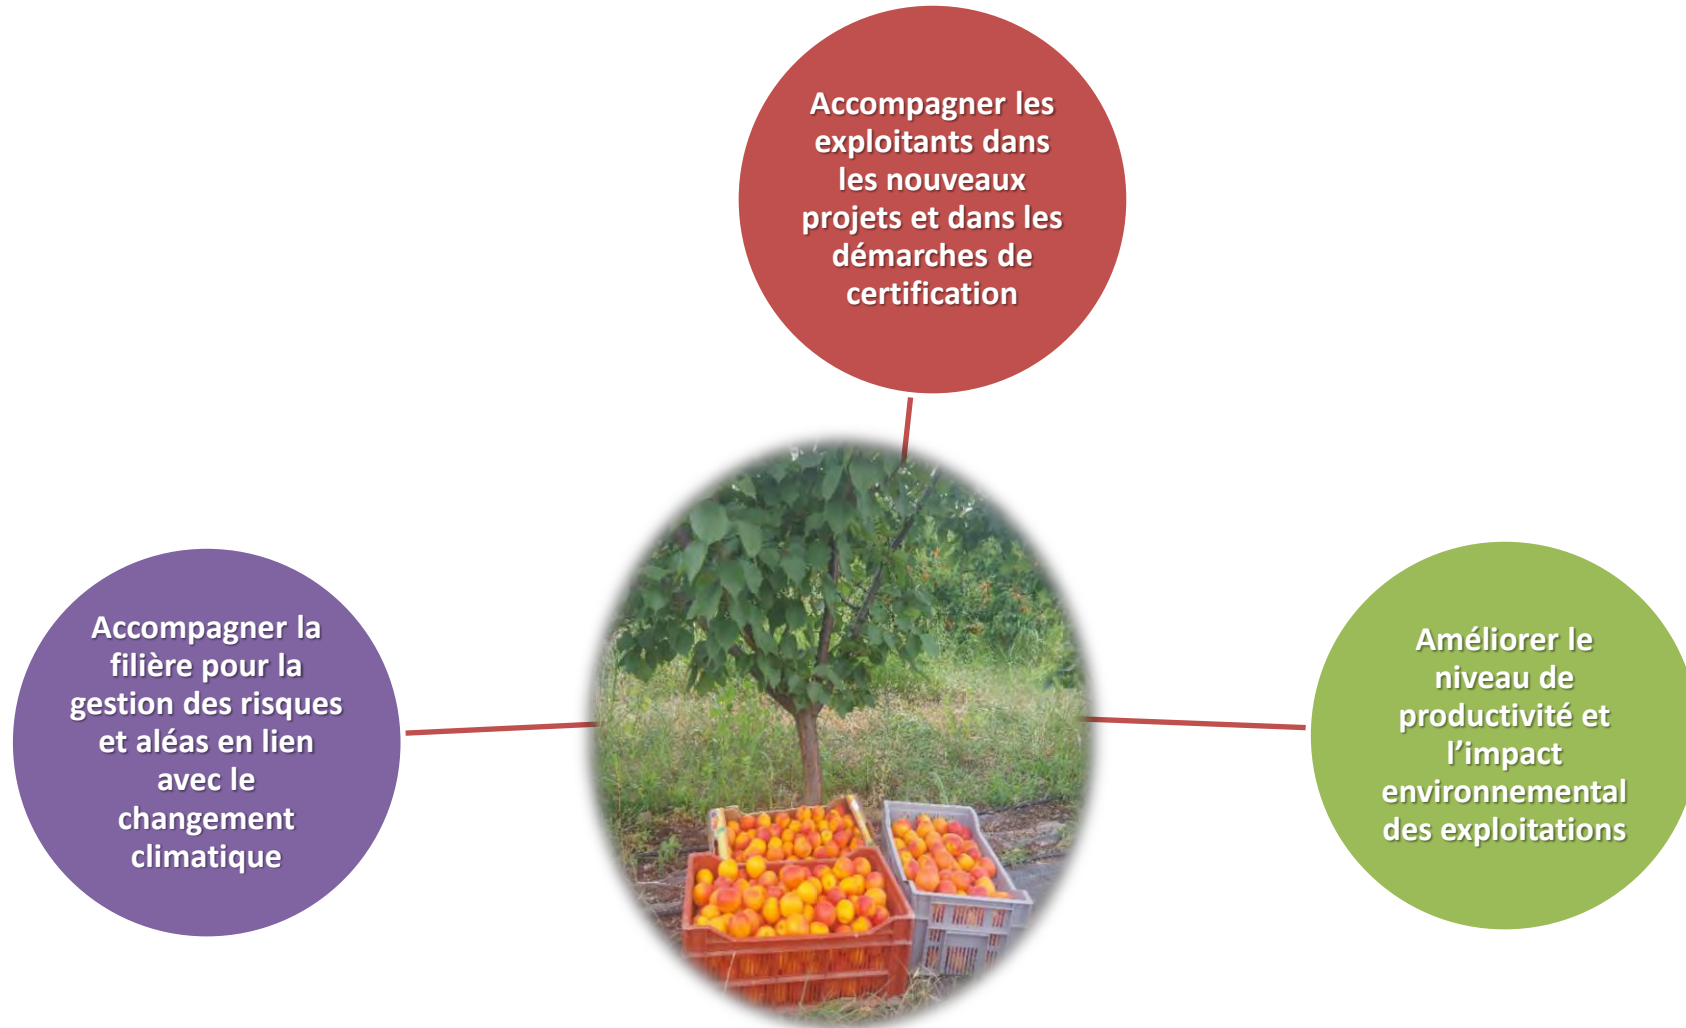 Accompagner les
exploitants dans
les nouveaux
projets et dans les
démarches de
certification
Accompagner la
filière pour la
gestion des risques
et aléas en lien
avec le
changement
climatique
Améliorer le
niveau de
productivité et
l’impact
environnemental
des exploitations